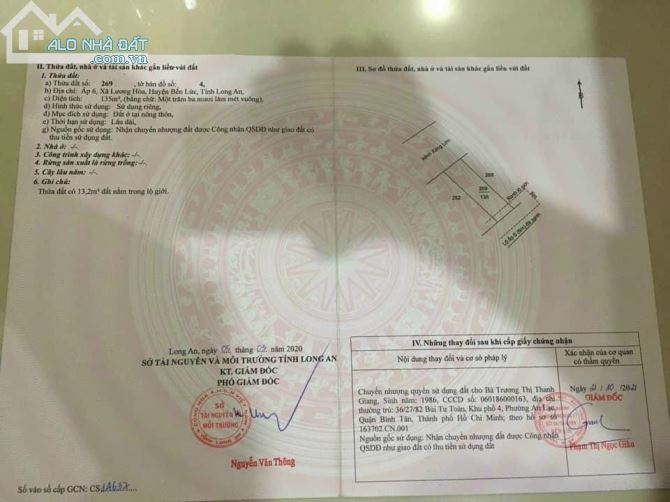 ALO NHÀ ĐẤT
.com.vn
II. Thửa đất, nhà ở và tài sản khác gắn liền với đất
1. Thửa đất:
a) Thửa đất số: 269 , tờ bản đồ số: 4,
b) Địa chỉ: Ấp 6, Xã Lương Hòa, Huyện Bến Lức, Tỉnh Long An,
c) Diện tích: 135m², (bằng chữ: Một trăm ba mươi lăm mét vuông),
d) Hình thức sử dụng: Sử dụng riêng,
đ) Mục đích sử dụng: Đất ở tại nông thôn,
e) Thời hạn sử dụng: Lâu dài,
g) Nguồn gốc sử dụng: Nhận chuyển nhượng đất được Công nhận QSDĐ như giao đất có
thu tiền sử dụng đất.
2. Nhà ở: -/-
3. Công trình xây dựng khác: -/-
4. Rừng sản xuất là rừng trồng: -/-
5. Cây lâu năm: -/-
6. Ghi chú:
Thửa đất có 13,2m² đất nằm trong lộ giới.
Long An, ngày 05 tháng 03 năm 2020
SỞ TÀI NGUYÊN VÀ MÔI TRƯỜNG TỈNH LONG AN
KT. GIÁM ĐỐC
PHÓ GIÁM ĐỐC
SỞ
TÀI NGUYÊN
MÔI TRƯỜNG
Nguyễn Văn Thông
Số vào sổ cấp GCN: CS
III. Sơ đồ thửa đất, nhà ở và tài sản khác gắn liền với đất
B
268
269
135
252
IV. Những thay đổi sau khi cấp giấy chứng nhận
Nội dung thay đổi và cơ sở pháp lý
Xác nhận của cơ quan
có thẩm quyền
Chuyển nhượng quyền sử dụng đất cho Bà Trương Thị Thanh
Giang, Sinh năm: 1986, CCCD số: 060186000163, địa chỉ
thường trú: 36/27/82 Bùi Tư Toàn, Khu phố 4, Phường An Lạc,
Quận Bình Tân, Thành phố Hồ Chí Minh; theo hồ sơ số
163702.CN.001
Nguồn gốc sử dụng: Nhận chuyển nhượng đất được Công nhận
QSDĐ như giao đất có thu tiền sử dụng đất
Ngày 21/10/2021
GIÁM ĐỐC
Phạm Thị Ngọc Giàu